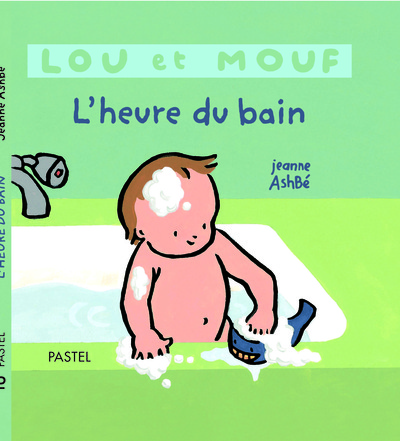 LOU et MOUF
L'heure du bain
jeanne
AshBé
PASTEL
Jeanne AshBé
L'HEURE DU BAIN
PASTEL